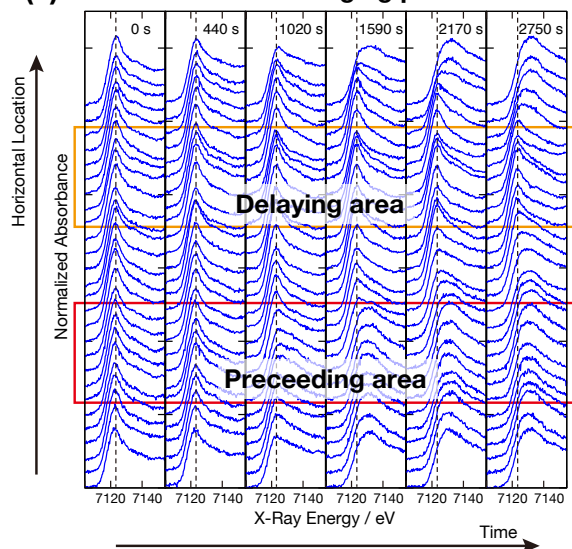 0 s 440 s 1020 s 1590 s 2170 s 2750 s
Horizontal Location
Normalized Absorbance
Delaying area
Preceeding area
7120 7140 7120 7140 7120 7140 7120 7140 7120 7140 7120 7140
X-Ray Energy / eV
Time